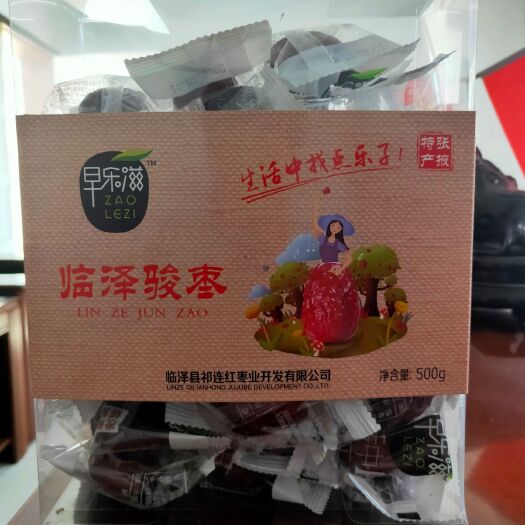 早乐滋™
ZAO
LEZI
生活中找点乐子!
张掖
特产
临泽骏枣
LIN ZE JUN ZAO
临泽县祁连红枣业开发有限公司
LINZE QILIANHONG JUJUBE DEVELOPMENT CO.,LTD.
净含量: 500g
早乐滋
ZAO
LEZI